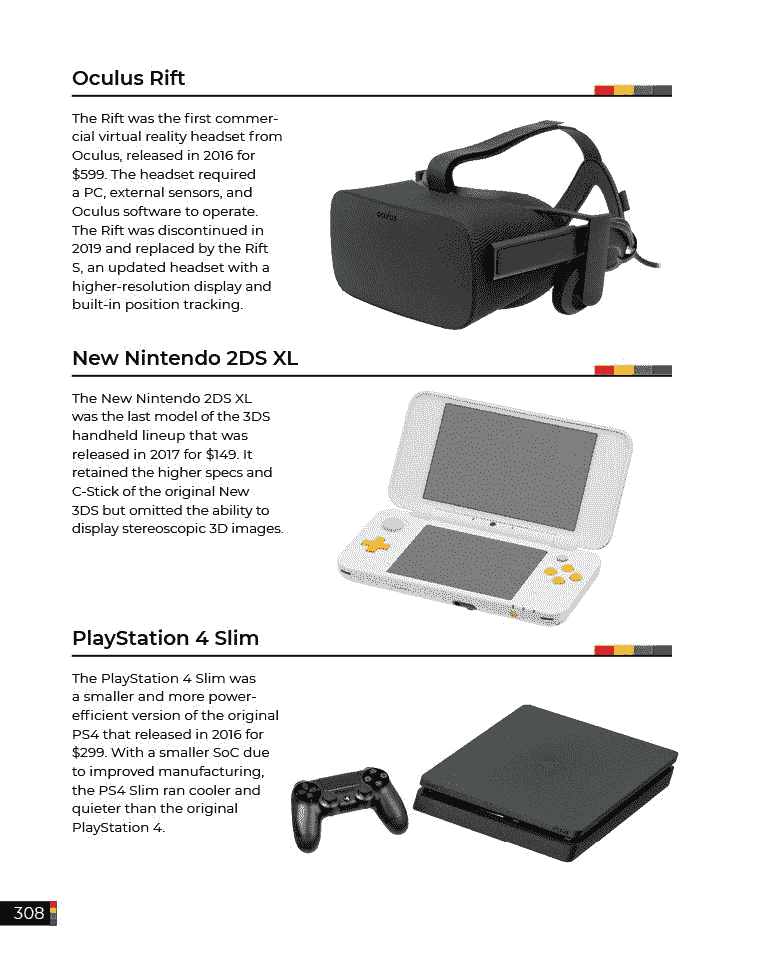 Oculus Rift
The Rift was the first commer-
cial virtual reality headset from
Oculus, released in 2016 for
$599. The headset required
a PC, external sensors, and
Oculus software to operate.
The Rift was discontinued in
2019 and replaced by the Rift
S, an updated headset with a
higher-resolution display and
built-in position tracking.
oculus
New Nintendo 2DS XL
The New Nintendo 2DS XL
was the last model of the 3DS
handheld lineup that was
released in 2017 for $149. It
retained the higher specs and
C-Stick of the original New
3DS but omitted the ability to
display stereoscopic 3D images.
PlayStation 4 Slim
The PlayStation 4 Slim was
a smaller and more power-
efficient version of the original
PS4 that released in 2016 for
$299. With a smaller SoC due
to improved manufacturing,
the PS4 Slim ran cooler and
quieter than the original
PlayStation 4.
308